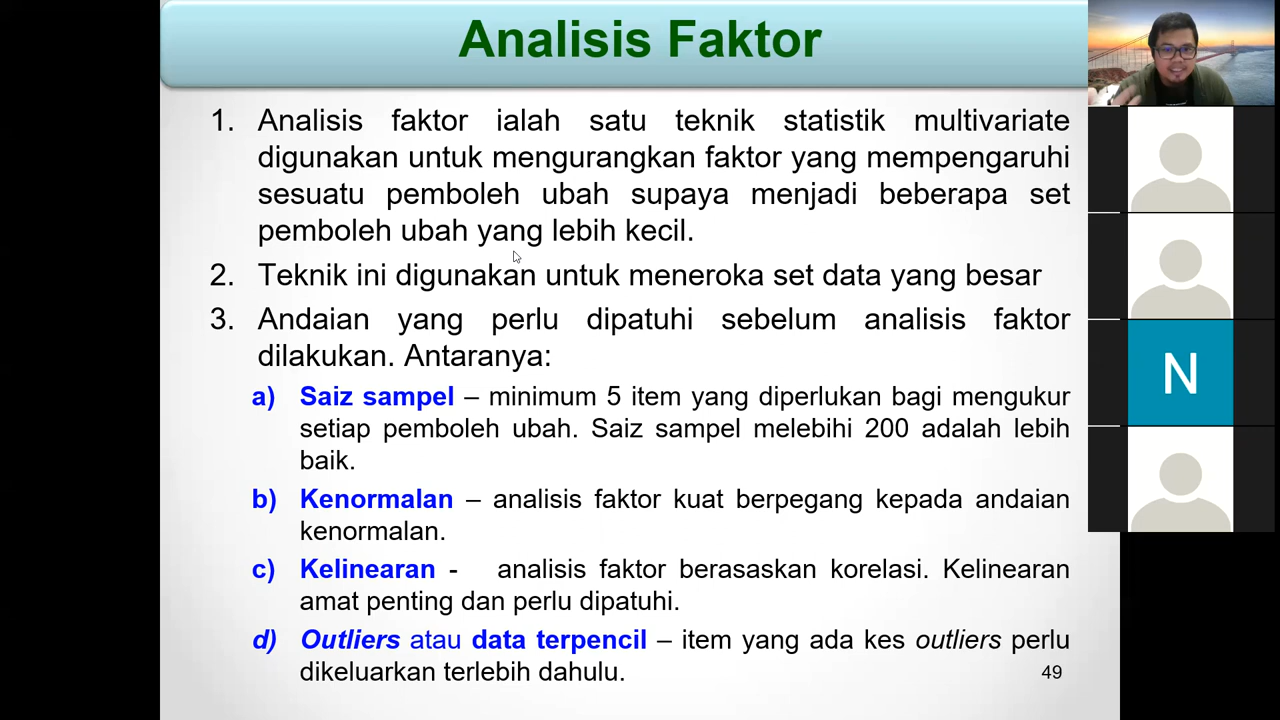 Analisis Faktor
1. Analisis faktor ialah satu teknik statistik multivariate
digunakan untuk mengurangkan faktor yang mempengaruhi
sesuatu pemboleh ubah supaya menjadi beberapa set
pemboleh ubah yang lebih kecil.
2. Teknik ini digunakan untuk meneroka set data yang besar
3. Andaian yang perlu dipatuhi sebelum analisis faktor
dilakukan. Antaranya:
a) Saiz sampel – minimum 5 item yang diperlukan bagi mengukur
setiap pemboleh ubah. Saiz sampel melebihi 200 adalah lebih
baik.
b) Kenormalan – analisis faktor kuat berpegang kepada andaian
kenormalan.
c) Kelinearan - analisis faktor berasaskan korelasi. Kelinearan
amat penting dan perlu dipatuhi.
d) Outliers atau data terpencil – item yang ada kes outliers perlu
dikeluarkan terlebih dahulu.
49
N